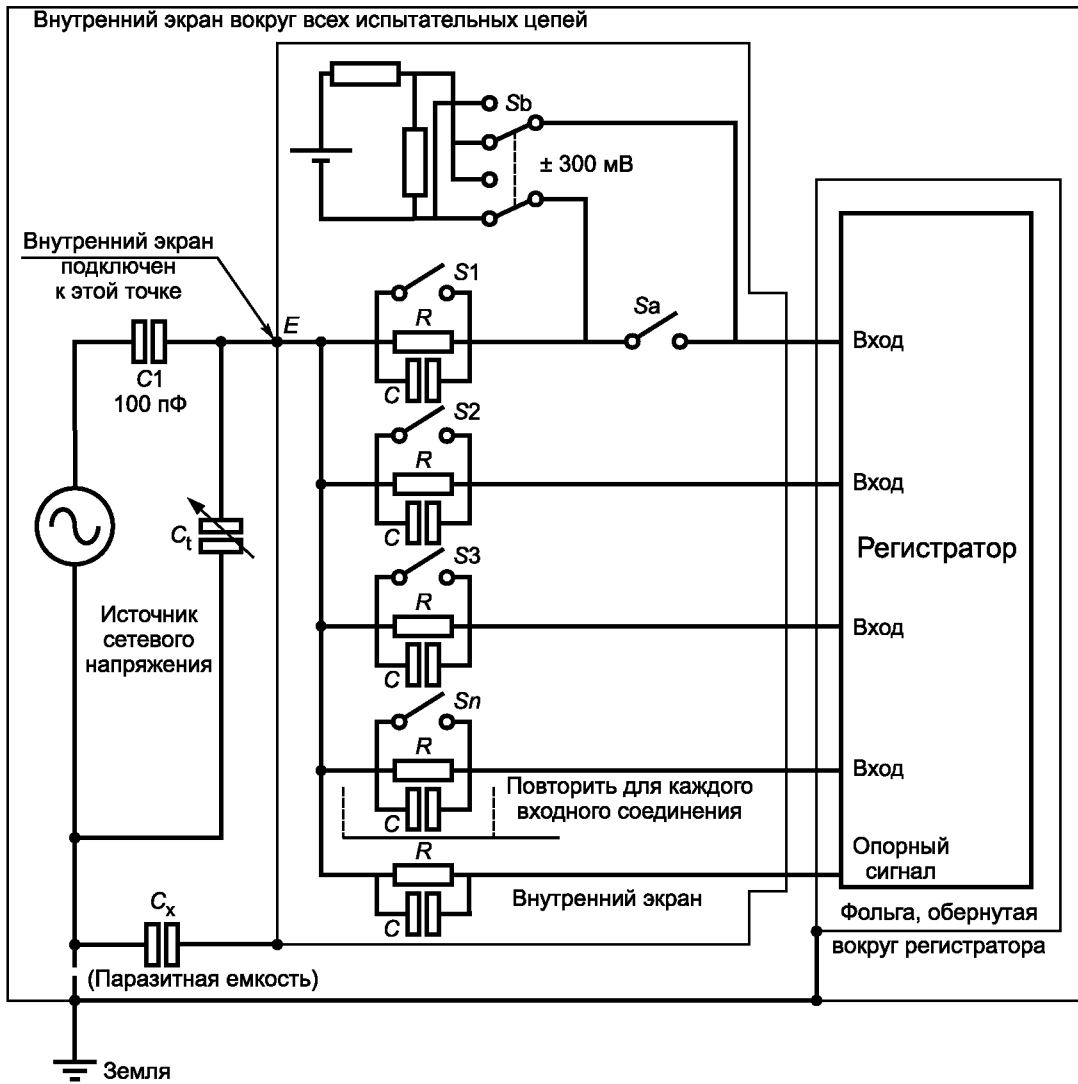 Внутренний экран вокруг всех испытательных цепей
Sb
± 300 мВ
Внутренний экран
подключен
к этой точке
E
S1
R
C
Sa
Вход
C1
100 пФ
S2
R
C
Вход
Регистратор
Ct
S3
R
C
Вход
Источник
сетевого
напряжения
Sn
R
C
Вход
Повторить для каждого
входного соединения
R
C
Опорный
сигнал
Внутренний экран
Cx
(Паразитная емкость)
Фольга, обернутая
вокруг регистратора
Земля